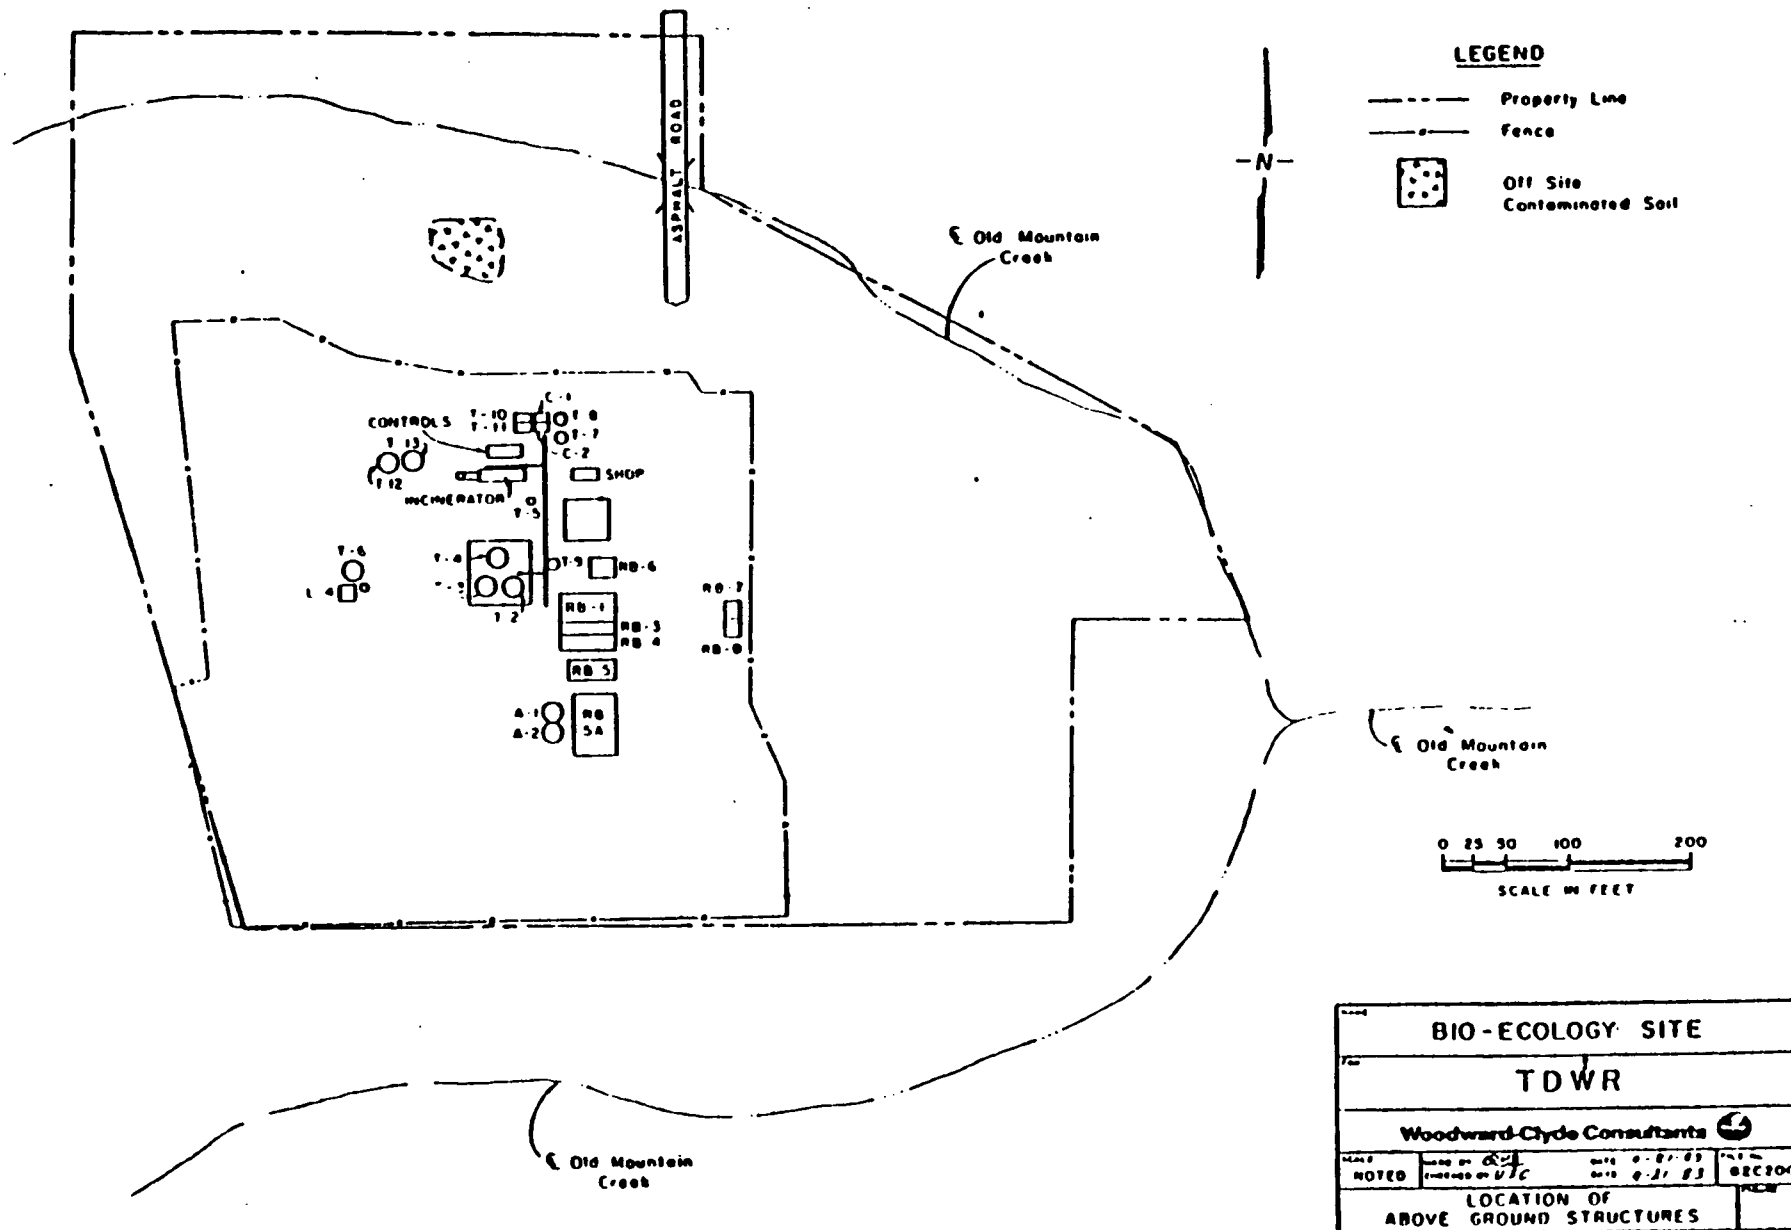 LEGEND
Property Line
Fence
Off Site
Contaminated Soil
N
ASPHALT ROAD
℄ Old Mountain
Creek
C-1
T-10
T-11
T-8
T-7
C-2
CONTROLS
T-13
T-12
INCINERATOR
SHOP
T-5
T-6
L-4
T-4
T-2
T-9
RB-6
RB-1
RB-3
RB-4
RB-7
RB-8
RB 5
A-1
A-2
RB
5A
℄ Old Mountain
Creek
0 25 50 100 200
SCALE IN FEET
℄ Old Mountain
Creek
BIO-ECOLOGY SITE
TDWR
Woodward-Clyde Consultants
NOTED
LOCATION OF
ABOVE GROUND STRUCTURES